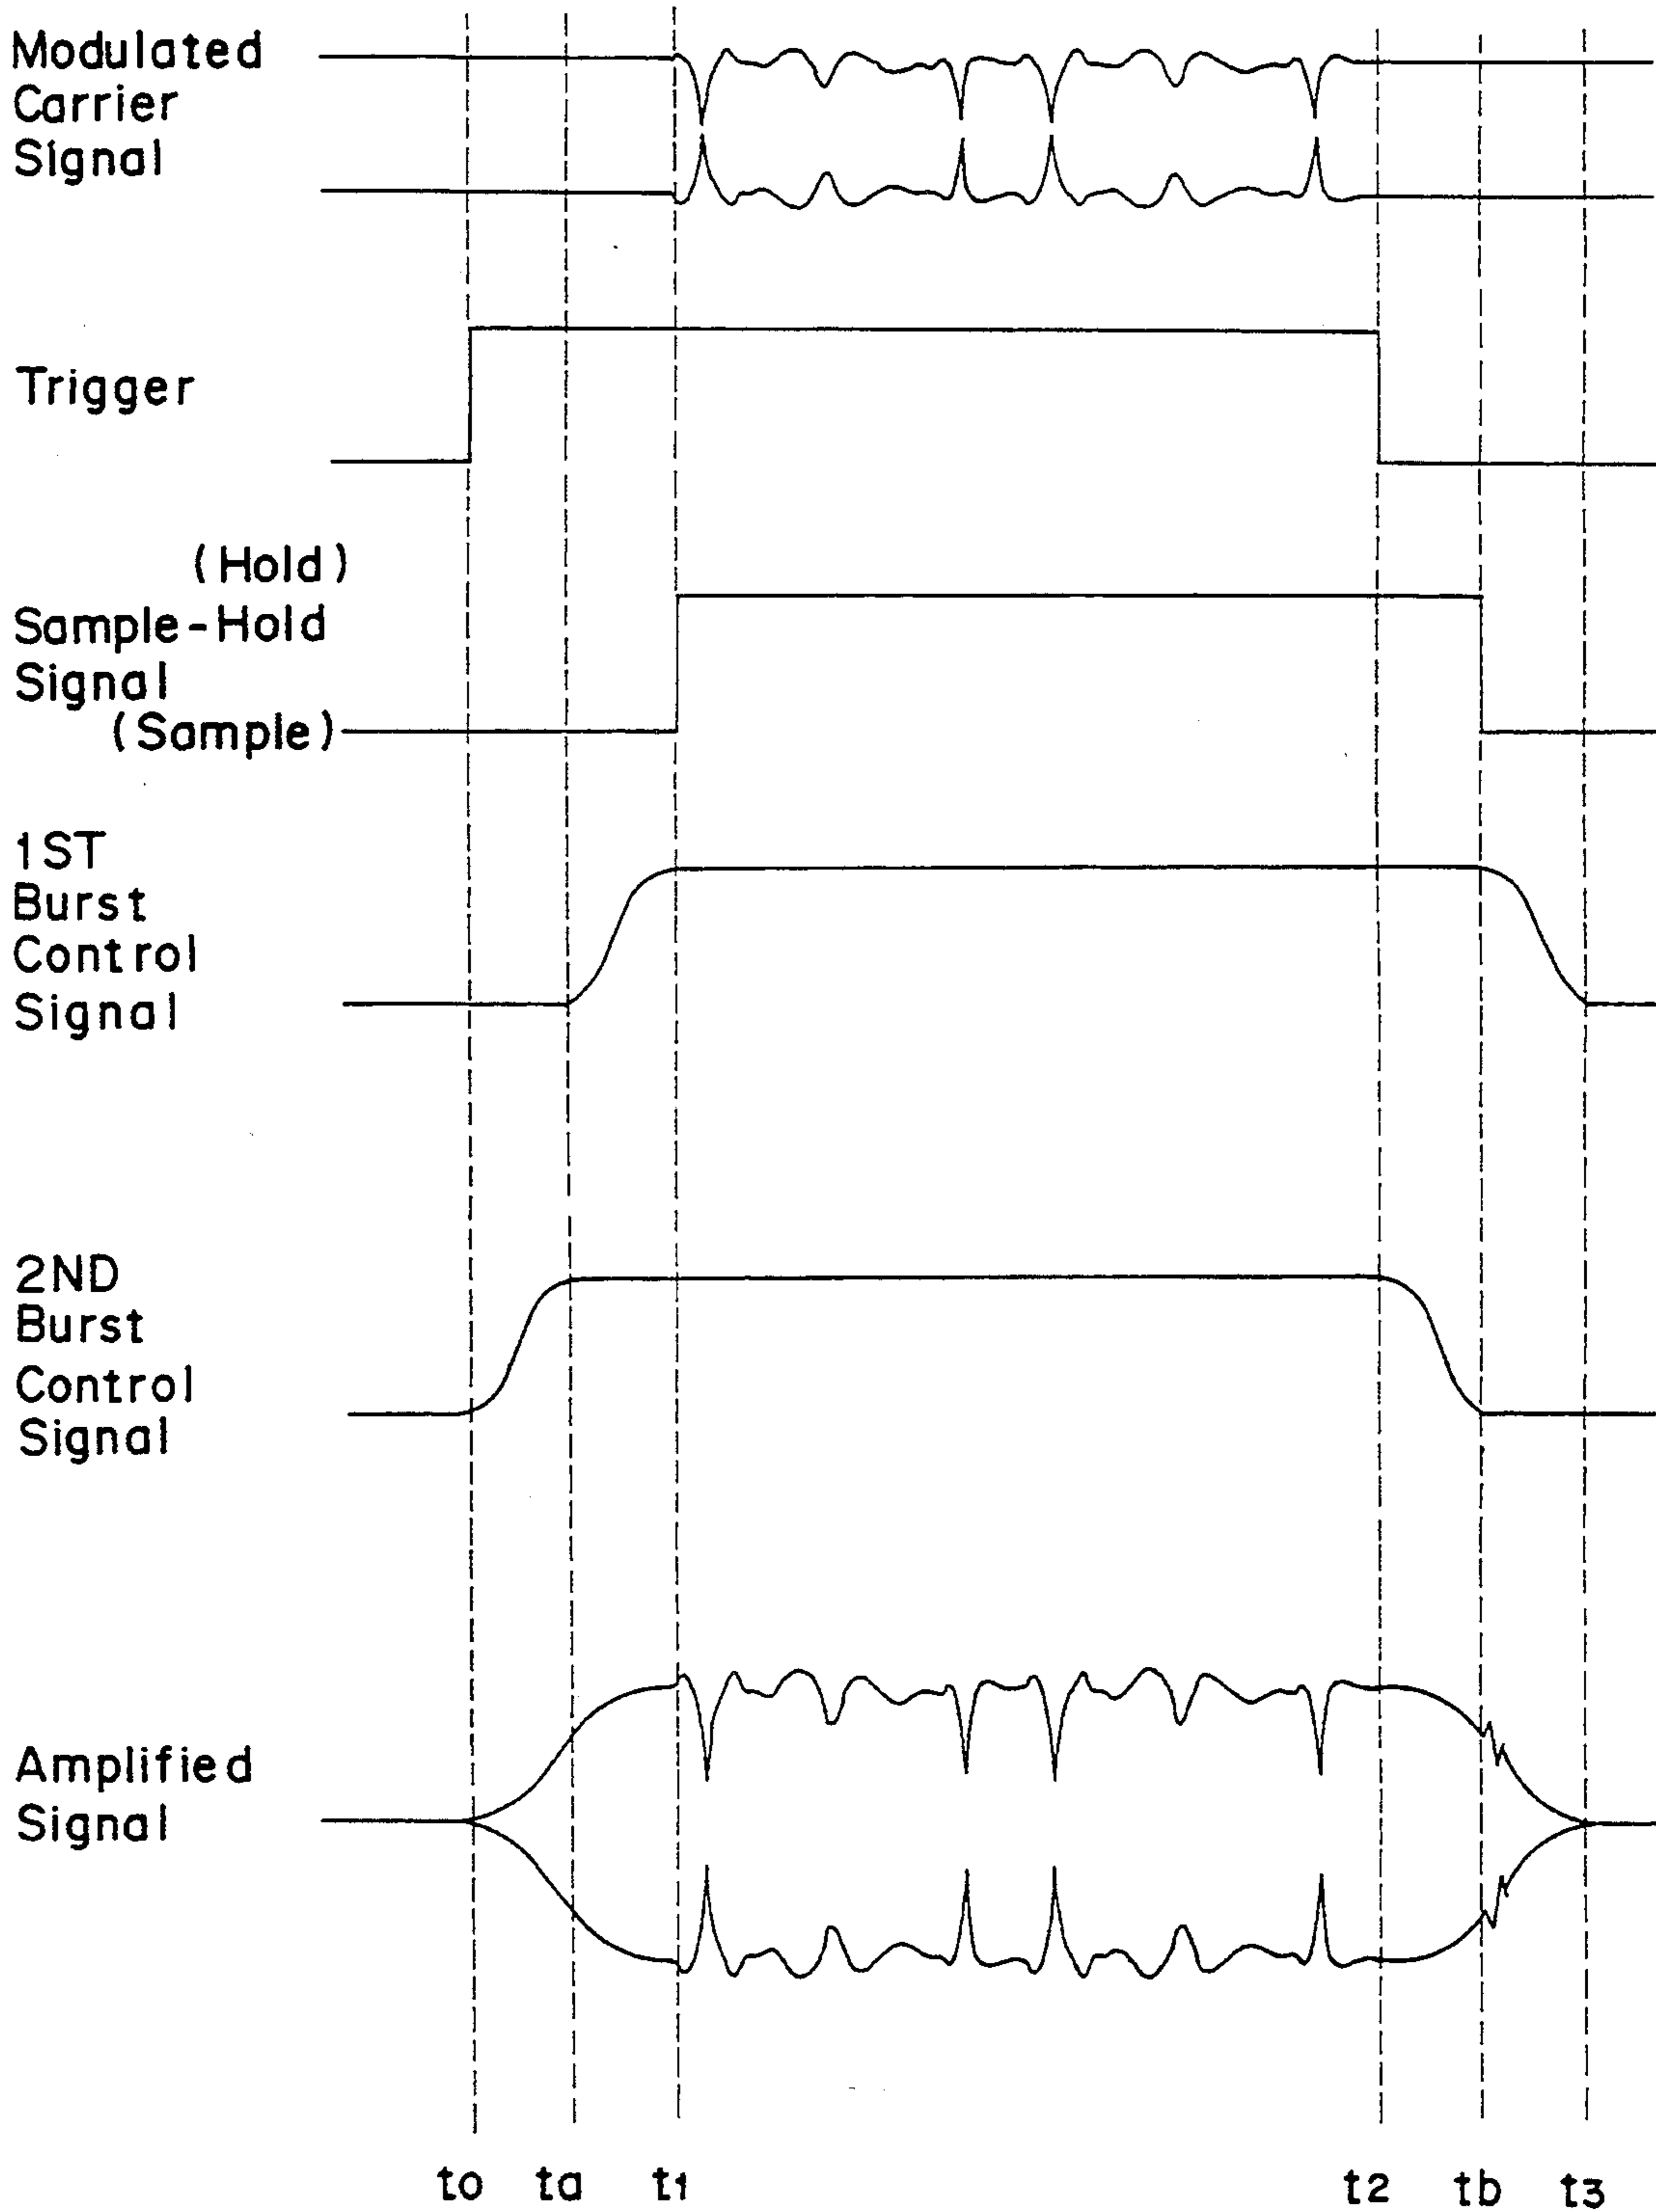 Modulated
Carrier
Signal
Trigger
(Hold)
Sample-Hold
Signal
(Sample)
1ST
Burst
Control
Signal
2ND
Burst
Control
Signal
Amplified
Signal
to ta t1 t2 tb t3